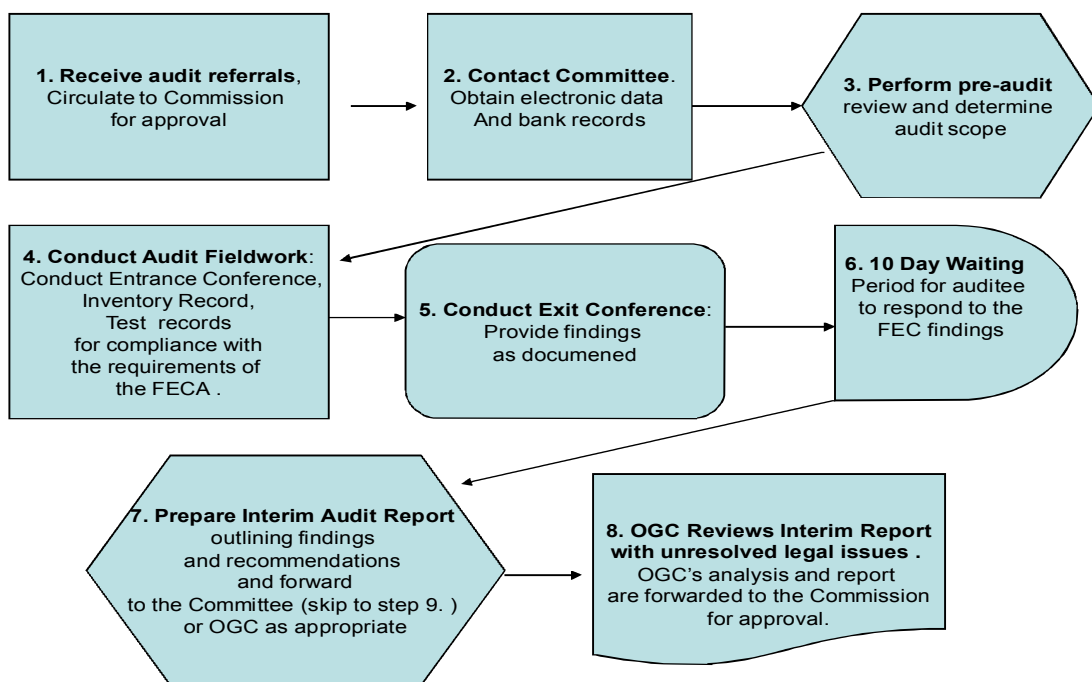 1. Receive audit referrals,
Circulate to Commission
for approval
2. Contact Committee.
Obtain electronic data
And bank records
3. Perform pre-audit
review and determine
audit scope
4. Conduct Audit Fieldwork:
Conduct Entrance Conference,
Inventory Record,
Test records
for compliance with
the requirements of
the FECA .
5. Conduct Exit Conference:
Provide findings
as documened
6. 10 Day Waiting
Period for auditee
to respond to the
FEC findings
7. Prepare Interim Audit Report
outlining findings
and recommendations
and forward
to the Committee (skip to step 9. )
or OGC as appropriate
8. OGC Reviews Interim Report
with unresolved legal issues .
OGC's analysis and report
are forwarded to the Commission
for approval.